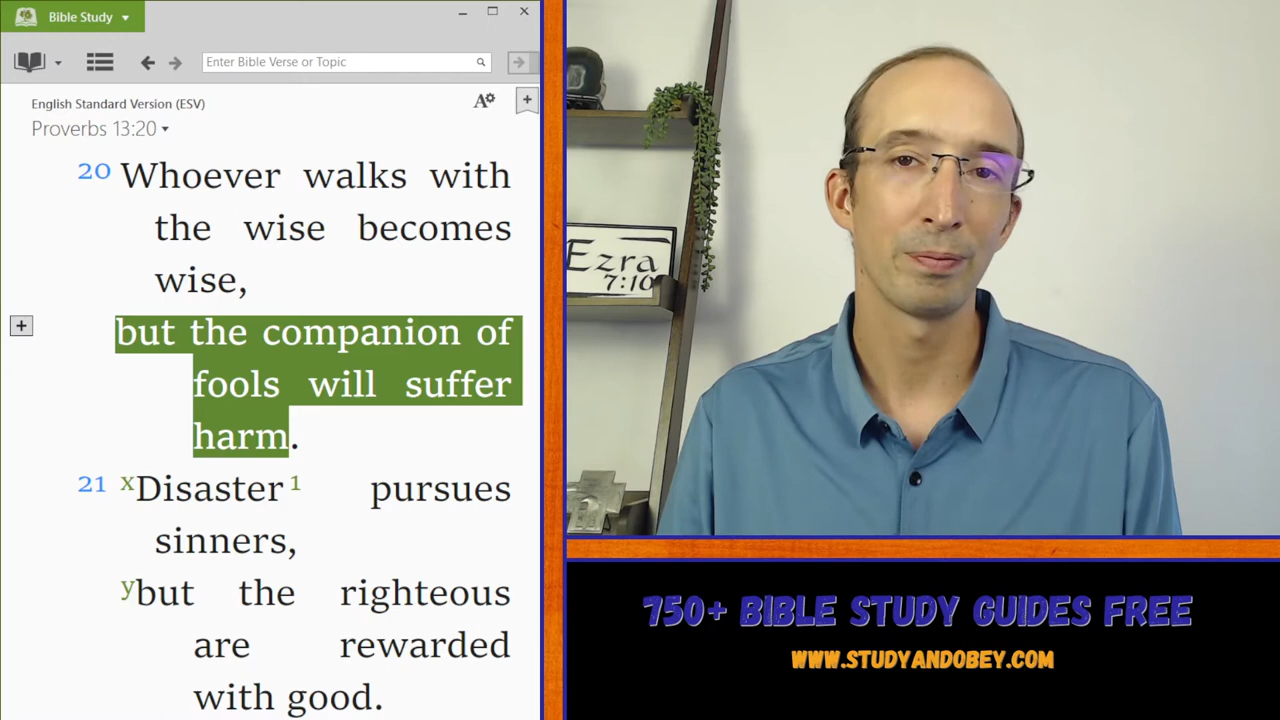 Bible Study
Enter Bible Verse or Topic
English Standard Version (ESV)
Proverbs 13:20
A
20 Whoever walks with
the wise becomes
wise,
but the companion of
fools will suffer
harm.
21 xDisaster 1 pursues
sinners,
ybut the righteous
are rewarded
with good.
Ezra
7:10
750+ BIBLE STUDY GUIDES FREE
WWW.STUDYANDOBEY.COM